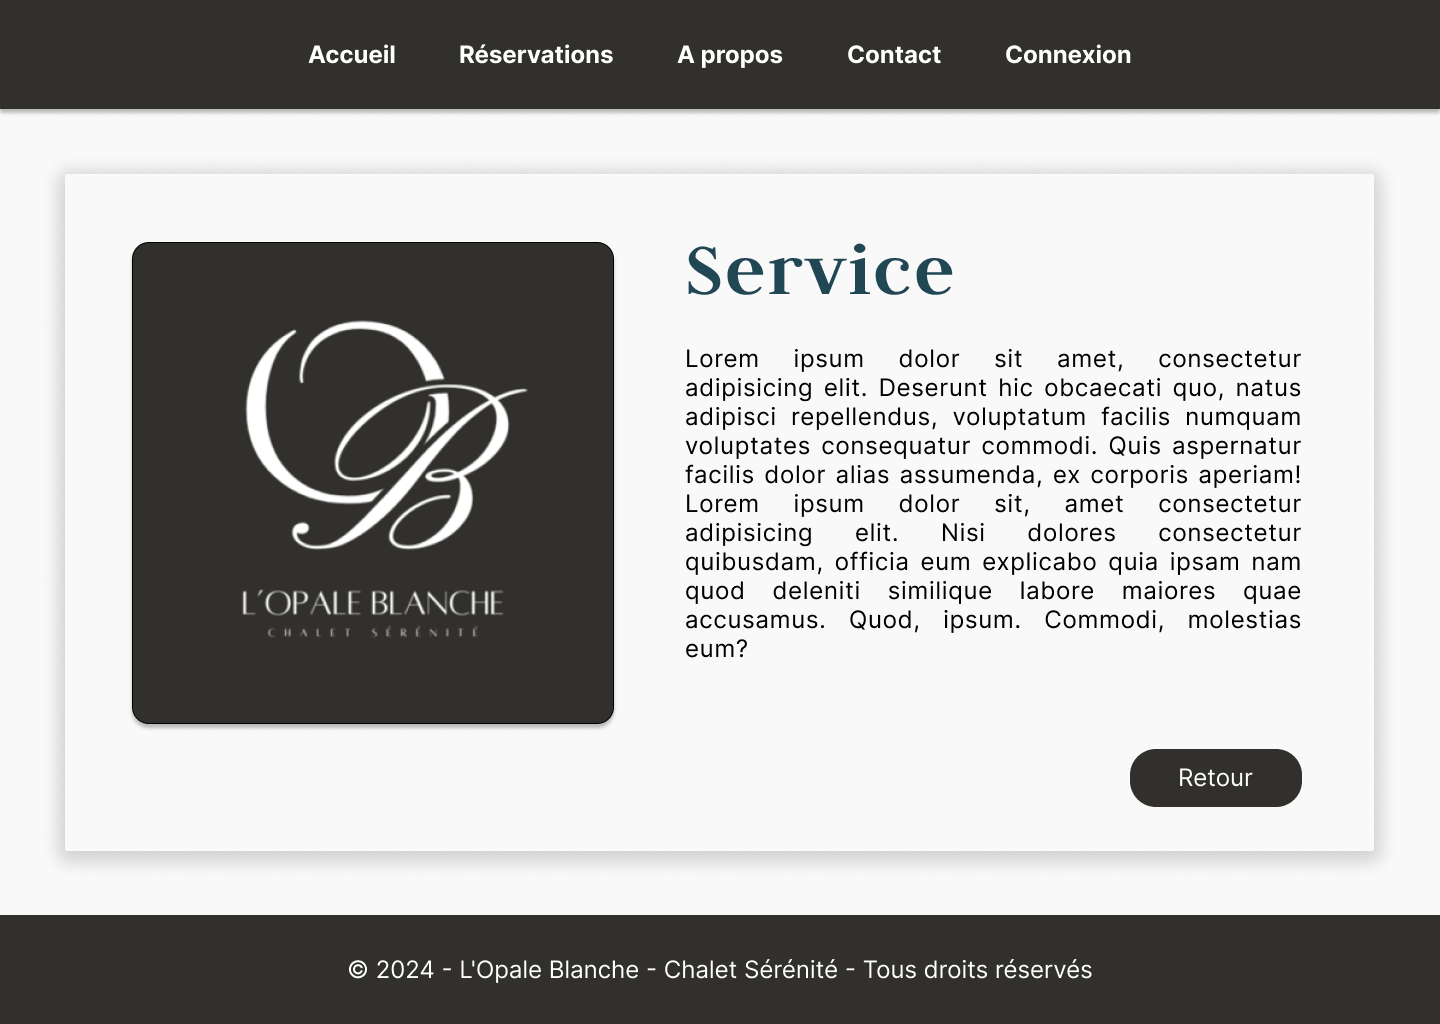 Accueil Réservations A propos Contact Connexion
OB
L'OPALE BLANCHE
CHALET SÉRÉNITÉ
Service
Lorem ipsum dolor sit amet, consectetur
adipisicing elit. Deserunt hic obcaecati quo, natus
adipisci repellendus, voluptatum facilis numquam
voluptates consequatur commodi. Quis aspernatur
facilis dolor alias assumenda, ex corporis aperiam!
Lorem ipsum dolor sit, amet consectetur
adipisicing elit. Nisi dolores consectetur
quibusdam, officia eum explicabo quia ipsam nam
quod deleniti similique labore maiores quae
accusamus. Quod, ipsum. Commodi, molestias
eum?
Retour
© 2024 - L'Opale Blanche - Chalet Sérénité - Tous droits réservés